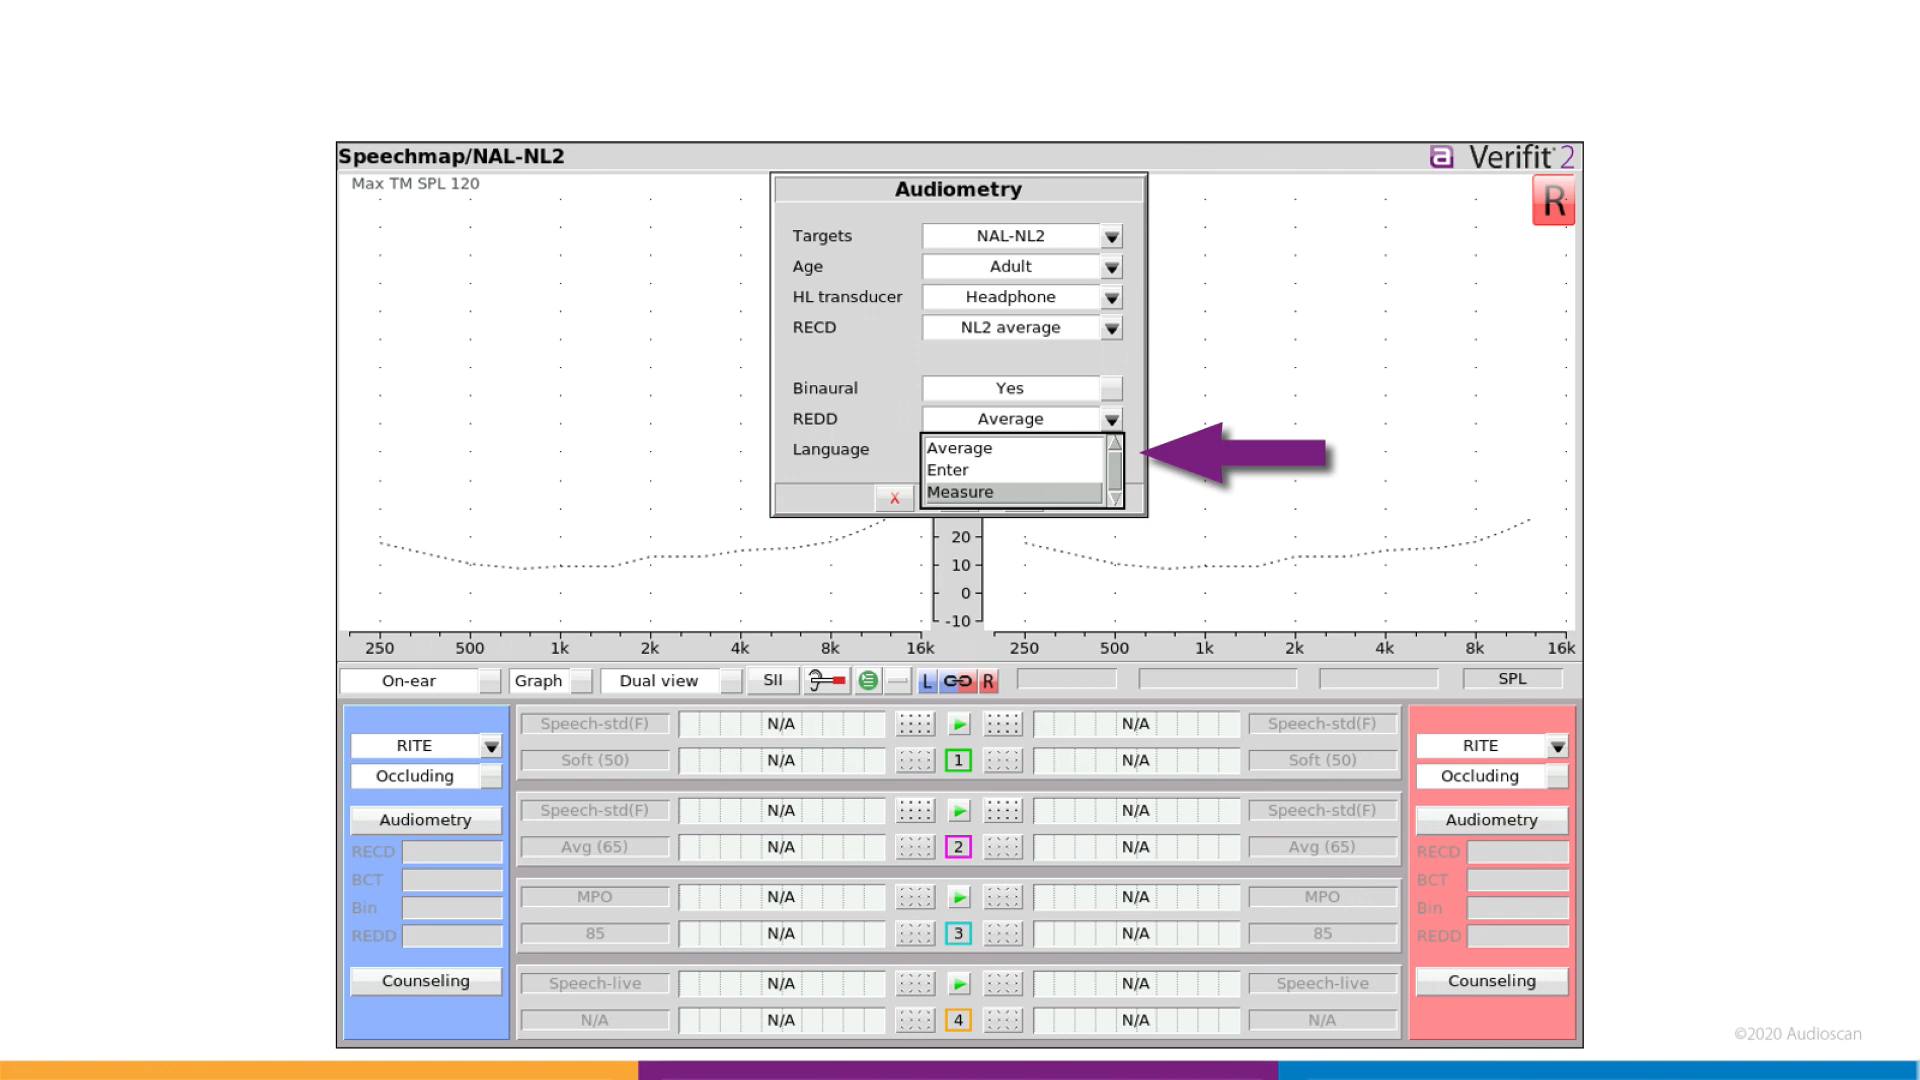 Speechmap/NAL-NL2
a Verifit 2
Max TM SPL 120
R
Audiometry
Targets NAL-NL2
Age Adult
HL transducer Headphone
RECD NL2 average
Binaural Yes
REDD Average
Language
Average
Enter
Measure
X
20
10
0
-10
250 500 1k 2k 4k 8k 16k 250 500 1k 2k 4k 8k 16k
On-ear Graph Dual view SII L R SPL
RITE
Occluding
Audiometry
RECD
BCT
Bin
REDD
Counseling
Speech-std(F) N/A N/A Speech-std(F)
Soft (50) N/A 1 N/A Soft (50)
Speech-std(F) N/A N/A Speech-std(F)
Avg (65) N/A 2 N/A Avg (65)
MPO N/A N/A MPO
85 N/A 3 N/A 85
Speech-live N/A N/A Speech-live
N/A N/A 4 N/A N/A
RITE
Occluding
Audiometry
RECD
BCT
Bin
REDD
Counseling
©2020 Audioscan